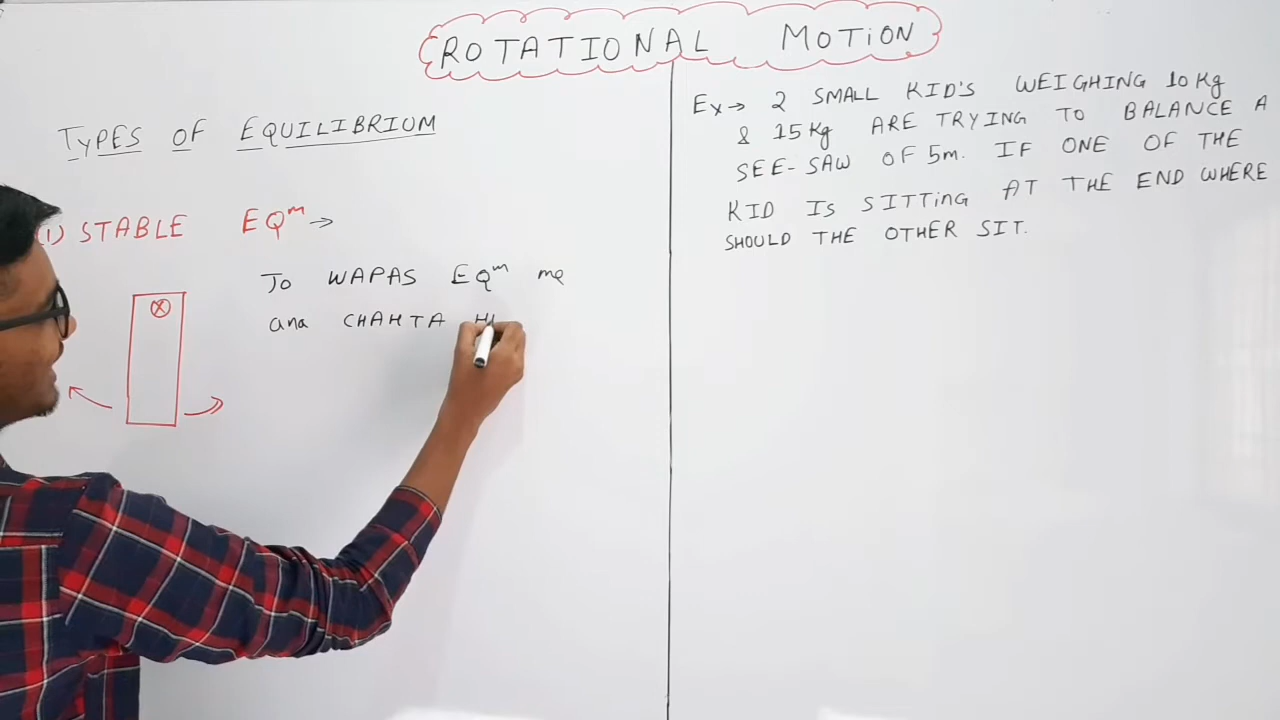 ROTATIONAL MOTION
TYPES OF EQUILIBRIUM
1) STABLE EQᵐ →
TO WAPAS EQᵐ me
ana CHAHTA
EX → 2 SMALL KID'S WEIGHING 10 Kg
& 15 Kg ARE TRYING TO BALANCE A
SEE-SAW OF 5m. IF ONE OF THE
KID IS SITTING AT THE END WHERE
SHOULD THE OTHER SIT.